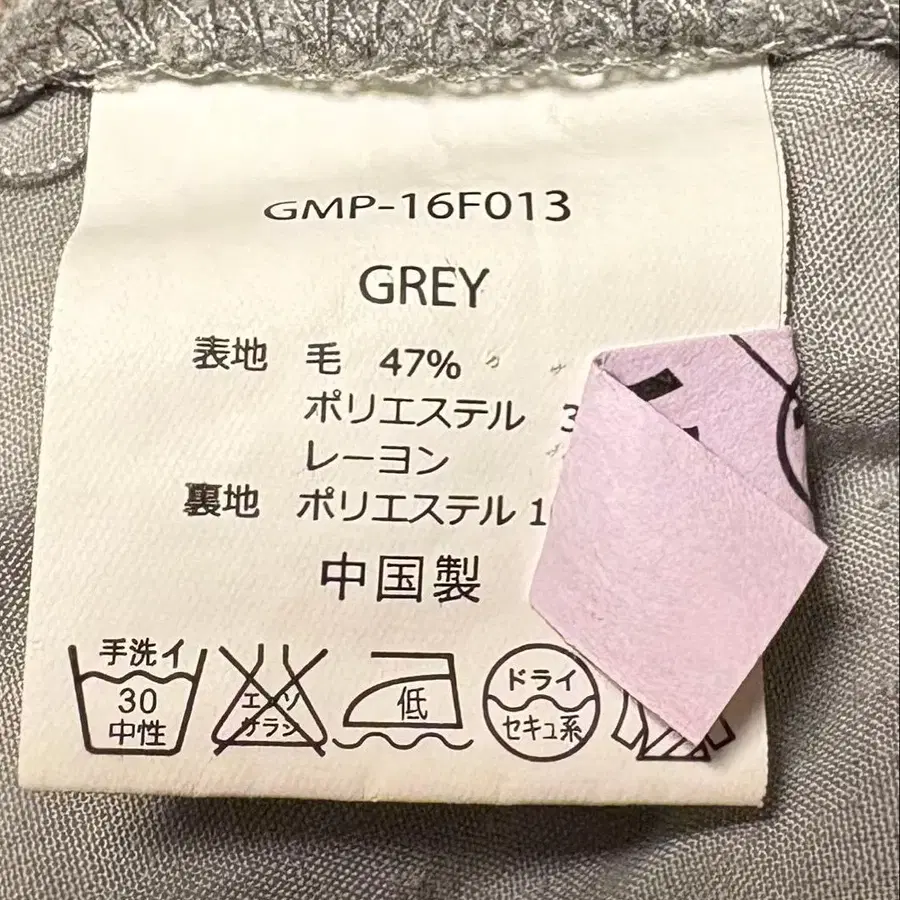 GMP-16F013
GREY
表地 毛 47%
ポリエステル 3
レーヨン
裏地 ポリエステル 1
中国製
手洗イ
30
中性
エンソ
サラシ
低
ドライ
セキュ系